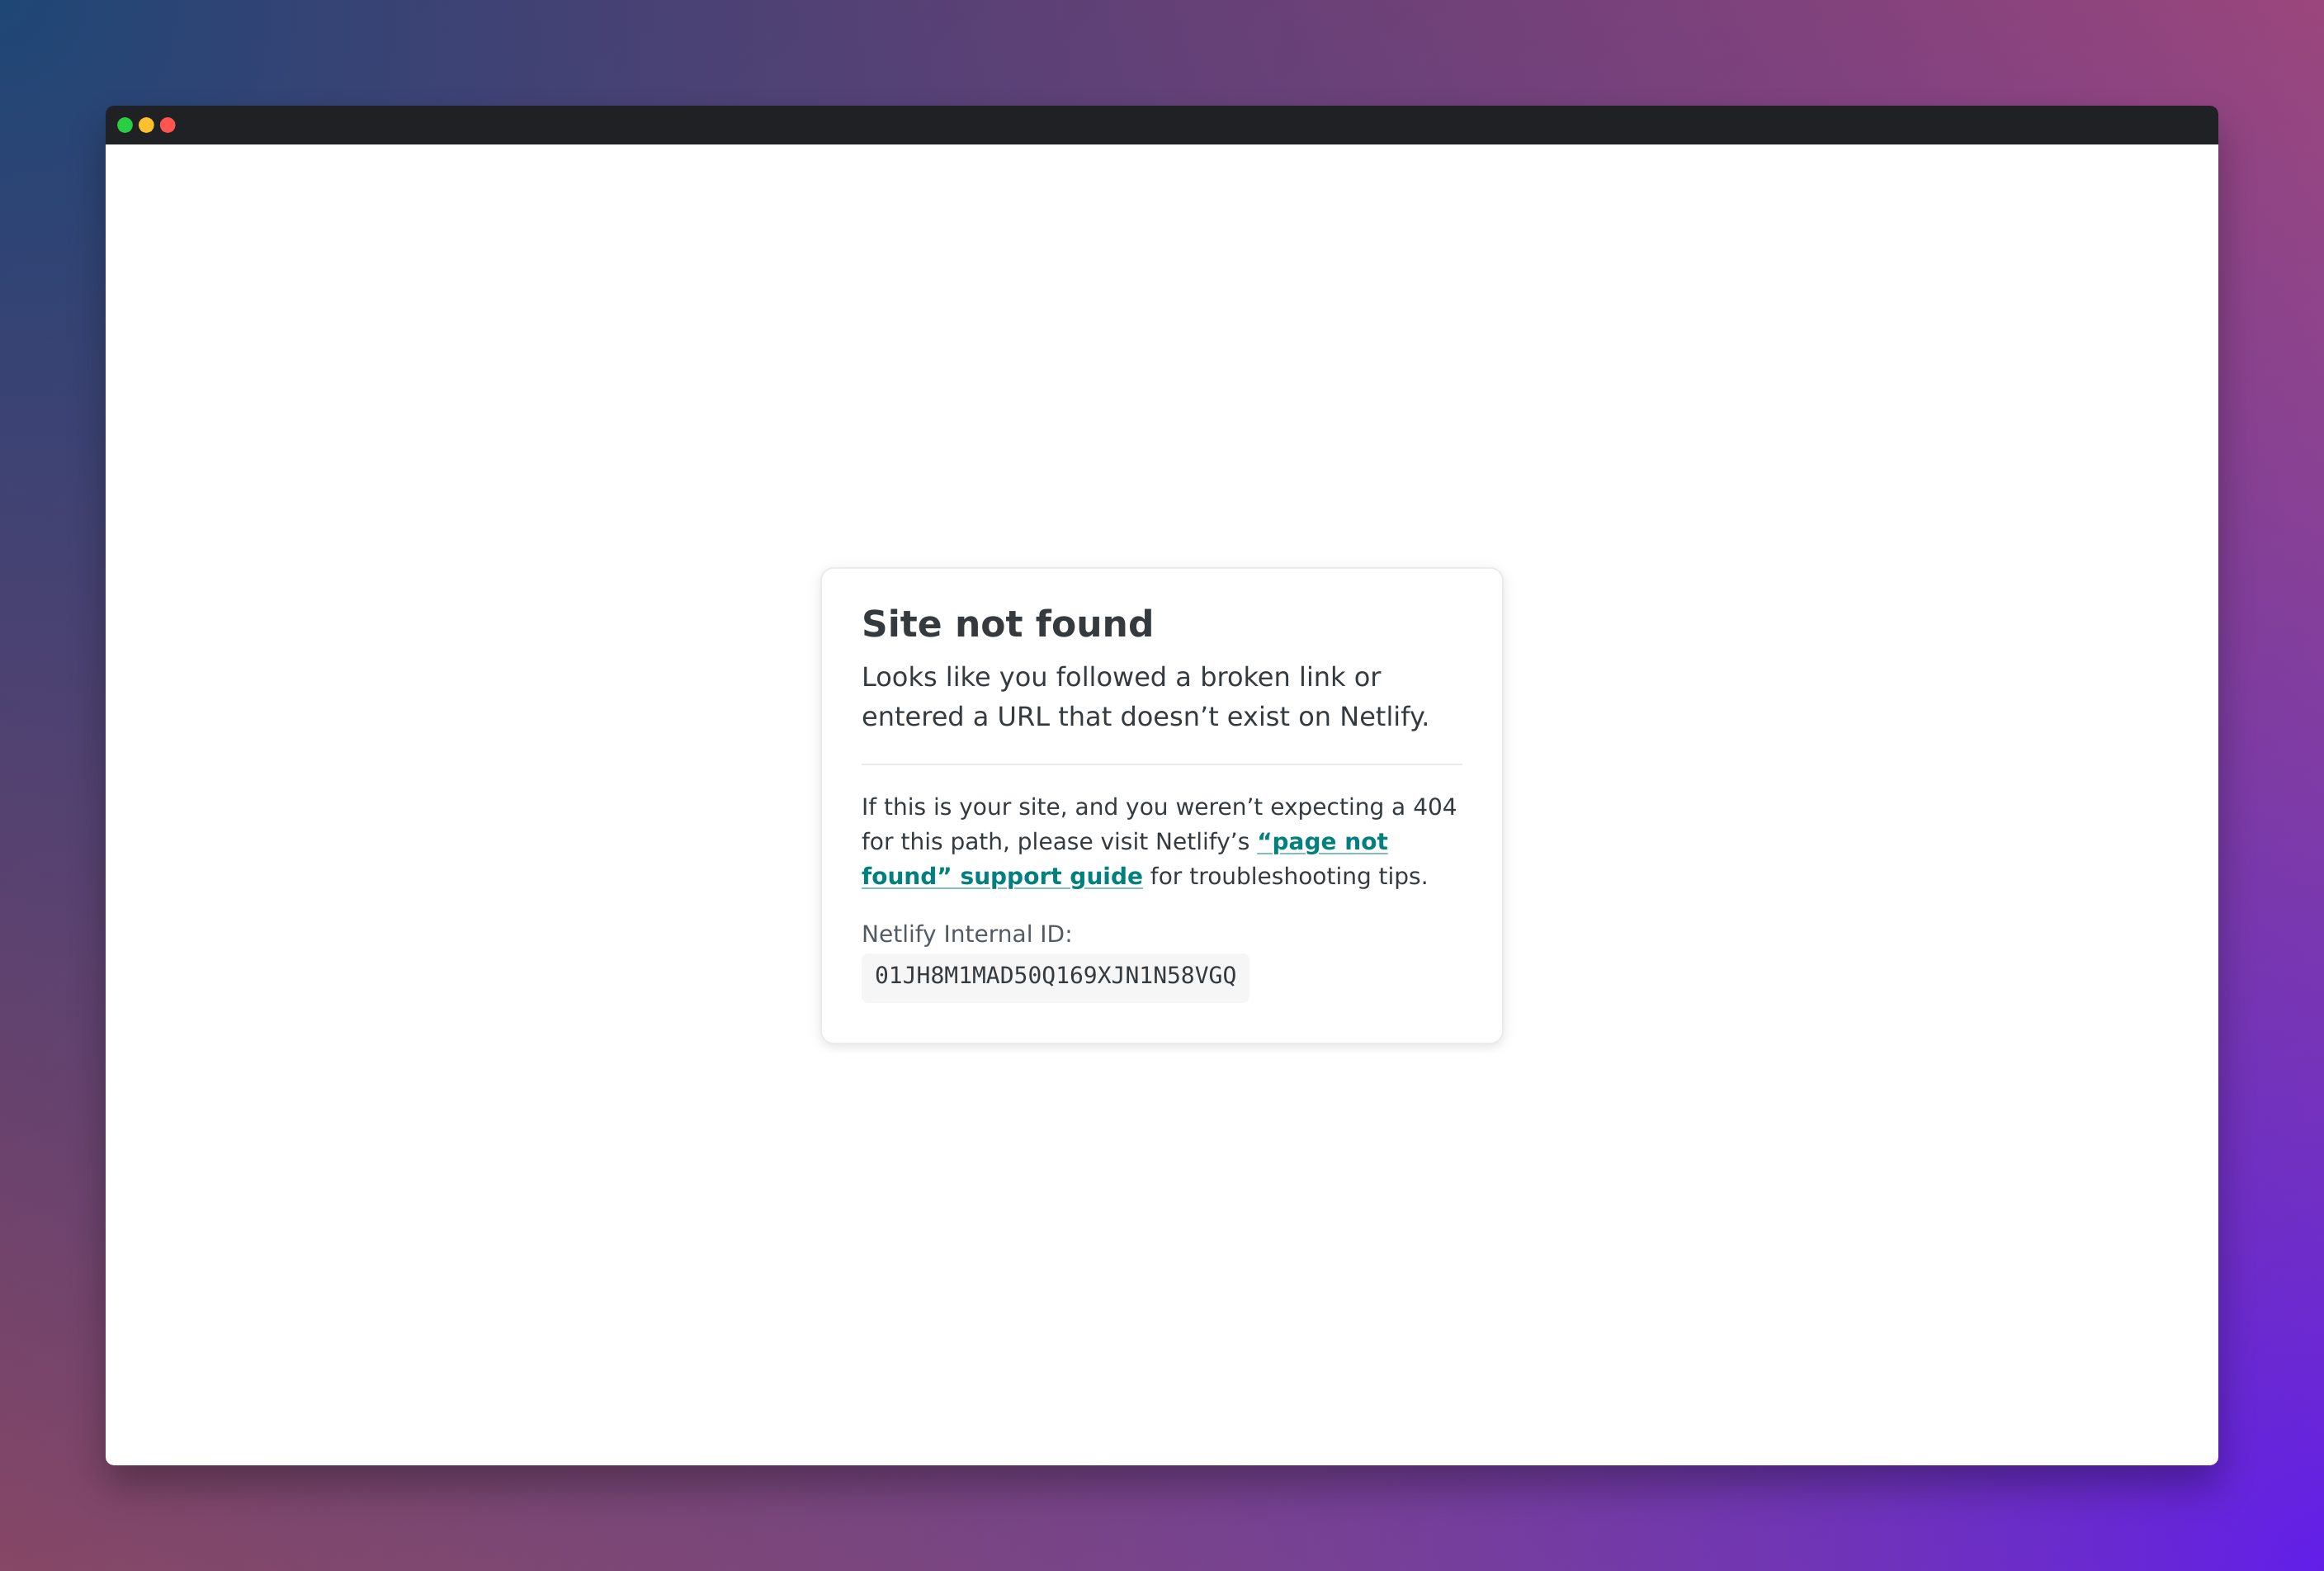 Site not found
Looks like you followed a broken link or
entered a URL that doesn’t exist on Netlify.
If this is your site, and you weren’t expecting a 404
for this path, please visit Netlify’s “page not
found” support guide for troubleshooting tips.
Netlify Internal ID:
01JH8M1MAD50Q169XJN1N58VGQ